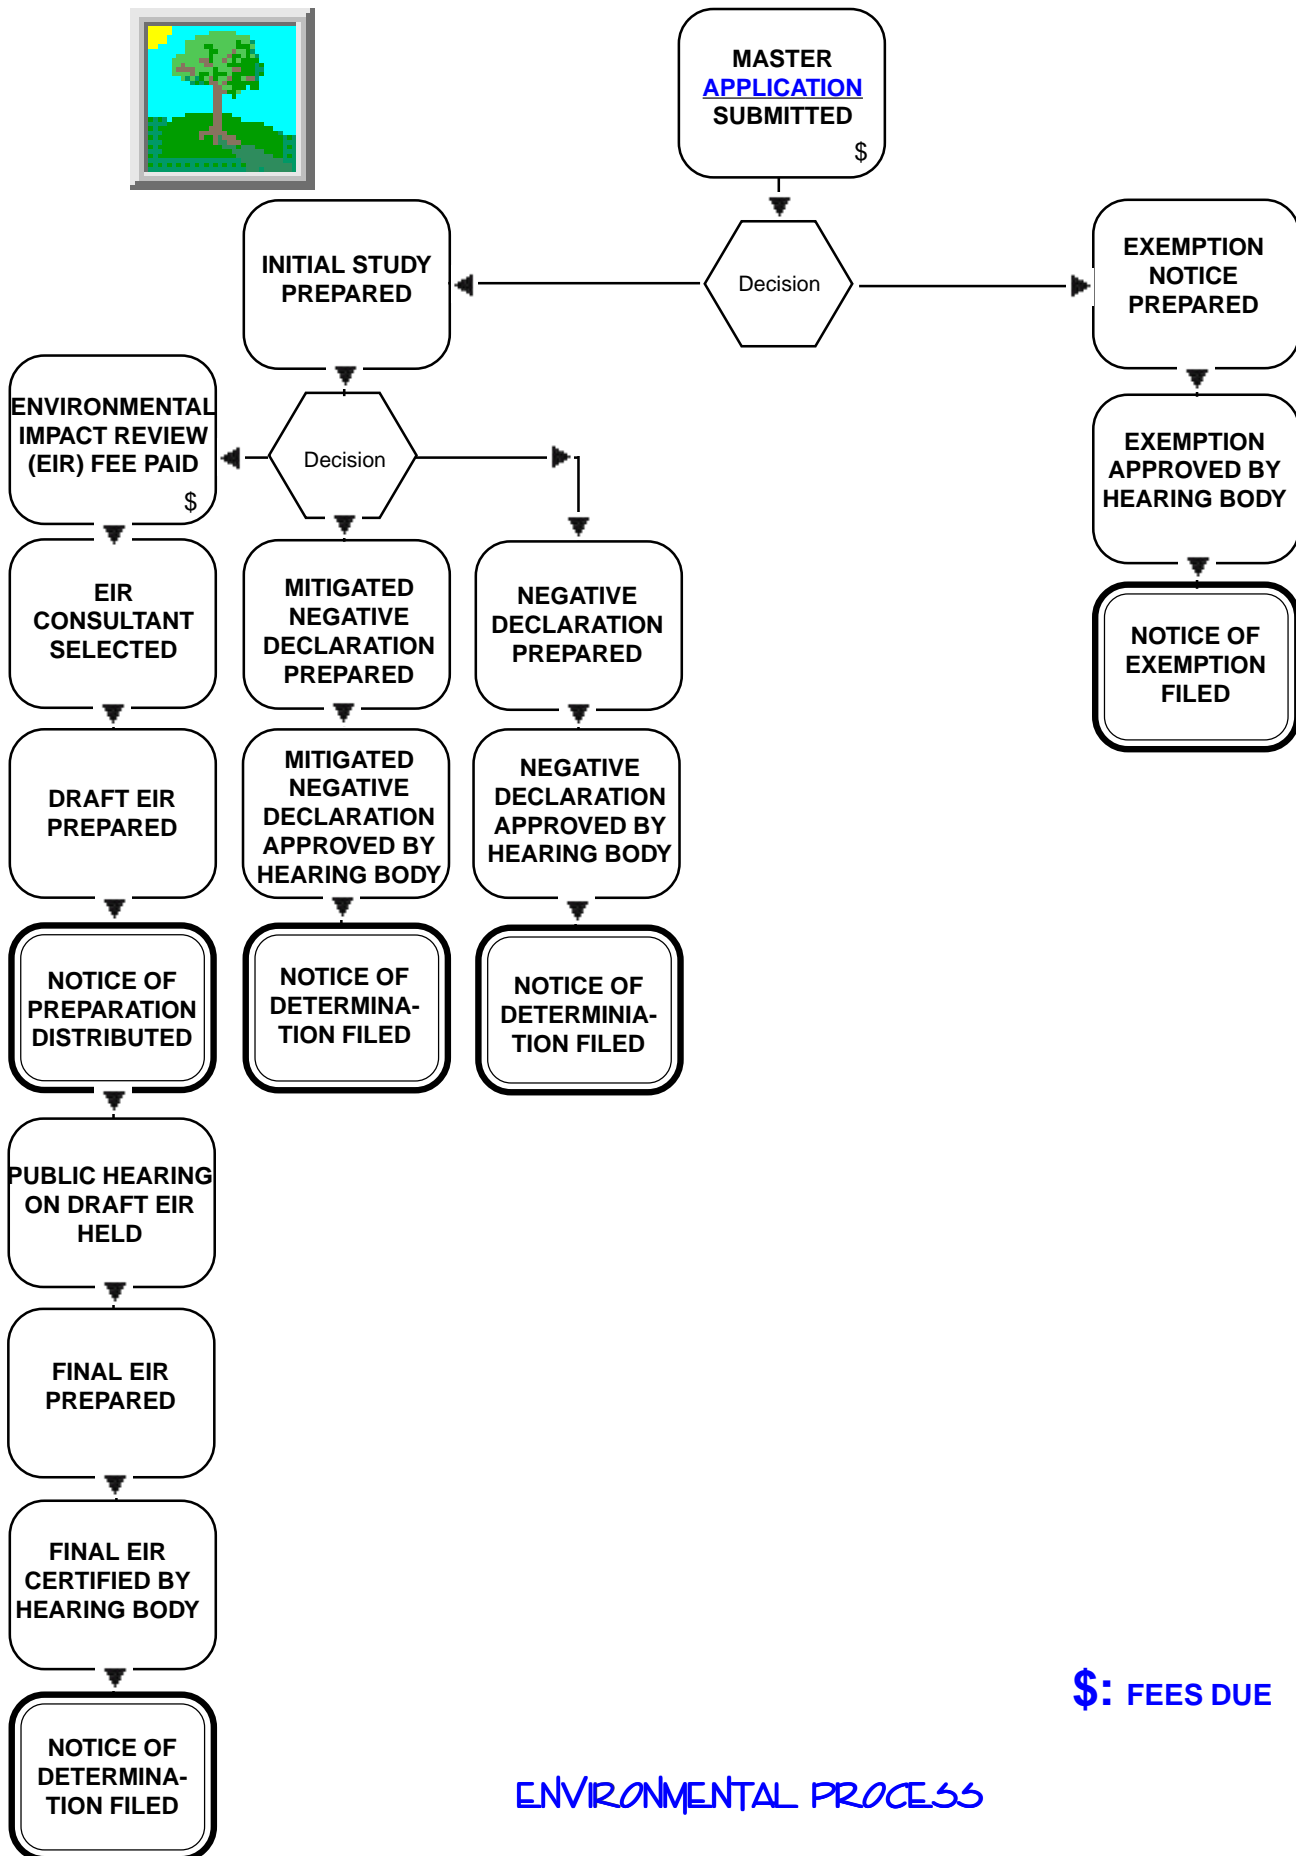 MASTER
APPLICATION
SUBMITTED
$
Decision
INITIAL STUDY
PREPARED
EXEMPTION
NOTICE
PREPARED
ENVIRONMENTAL
IMPACT REVIEW
(EIR) FEE PAID
$
Decision
EXEMPTION
APPROVED BY
HEARING BODY
EIR
CONSULTANT
SELECTED
MITIGATED
NEGATIVE
DECLARATION
PREPARED
NEGATIVE
DECLARATION
PREPARED
NOTICE OF
EXEMPTION
FILED
DRAFT EIR
PREPARED
MITIGATED
NEGATIVE
DECLARATION
APPROVED BY
HEARING BODY
NEGATIVE
DECLARATION
APPROVED BY
HEARING BODY
NOTICE OF
PREPARATION
DISTRIBUTED
NOTICE OF
DETERMINA-
TION FILED
NOTICE OF
DETERMINIA-
TION FILED
PUBLIC HEARING
ON DRAFT EIR
HELD
FINAL EIR
PREPARED
FINAL EIR
CERTIFIED BY
HEARING BODY
NOTICE OF
DETERMINA-
TION FILED
$: FEES DUE
ENVIRONMENTAL PROCESS